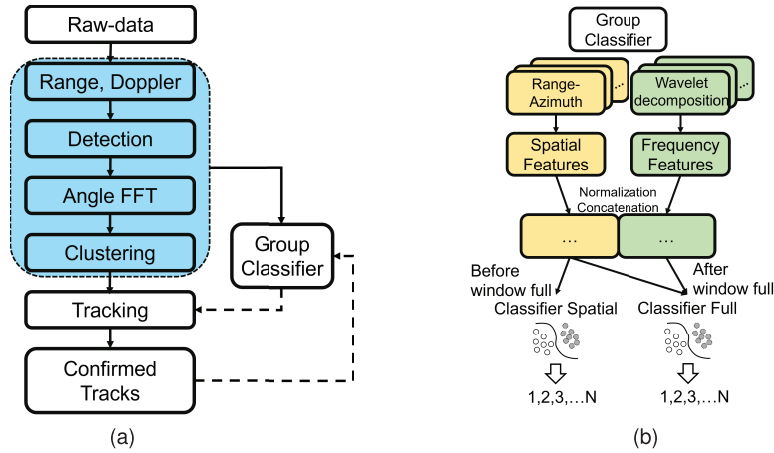 Raw-data
Range, Doppler
Detection
Angle FFT
Clustering
Group
Classifier
Tracking
Confirmed
Tracks
(a)
Group
Classifier
Range-
Azimuth
...
Wavelet
decomposition
...
Spatial
Features
Frequency
Features
Normalization
Concatenation
...
...
Before
window full
After
window full
Classifier Spatial
Classifier Full
1,2,3,...N
1,2,3,...N
(b)